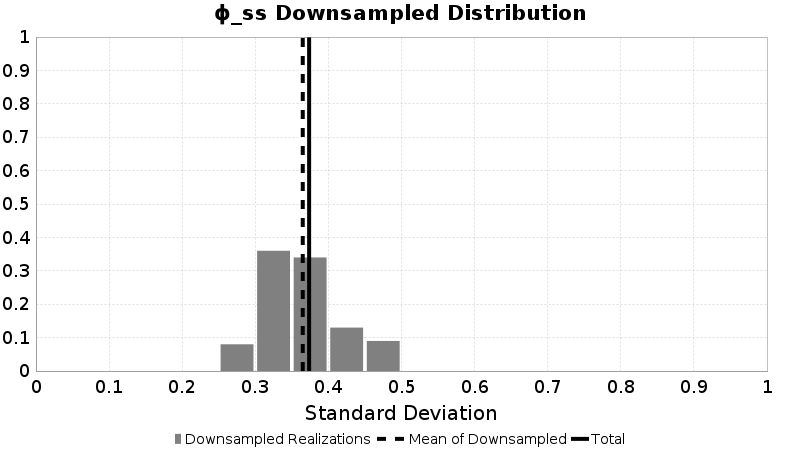 ϕ_ss Downsampled Distribution
1
0.9
0.8
0.7
0.6
0.5
0.4
0.3
0.2
0.1
0
0 0.1 0.2 0.3 0.4 0.5 0.6 0.7 0.8 0.9 1
Standard Deviation
Downsampled Realizations Mean of Downsampled Total